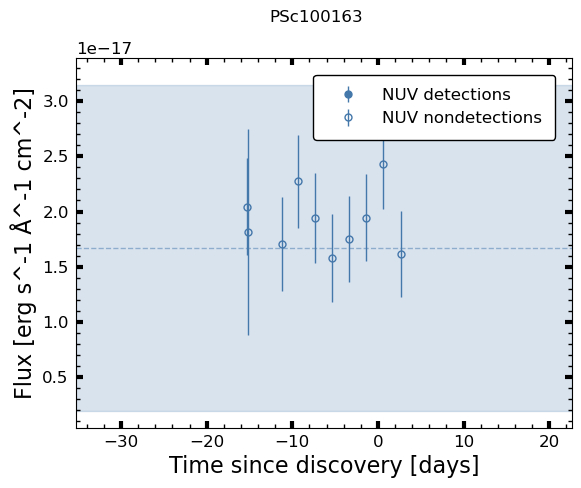 PSc100163
1e−17
NUV detections
NUV nondetections
3.0
2.5
2.0
1.5
1.0
0.5
Flux [erg s^-1 Å^-1 cm^-2]
−30 −20 −10 0 10 20
Time since discovery [days]